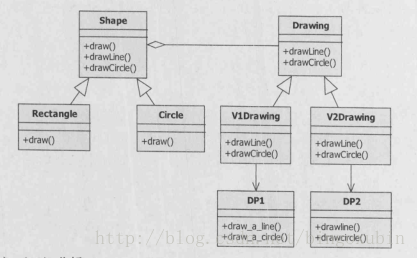 Shape
+draw()
+drawLine()
+drawCircle()
Drawing
+drawLine()
+drawCircle()
Rectangle
+draw()
Circle
+draw()
V1Drawing
+drawLine()
+drawCircle()
V2Drawing
+drawLine()
+drawCircle()
DP1
+draw_a_line()
+draw_a_circle()
DP2
+drawline()
+drawcircle()
http://blog.